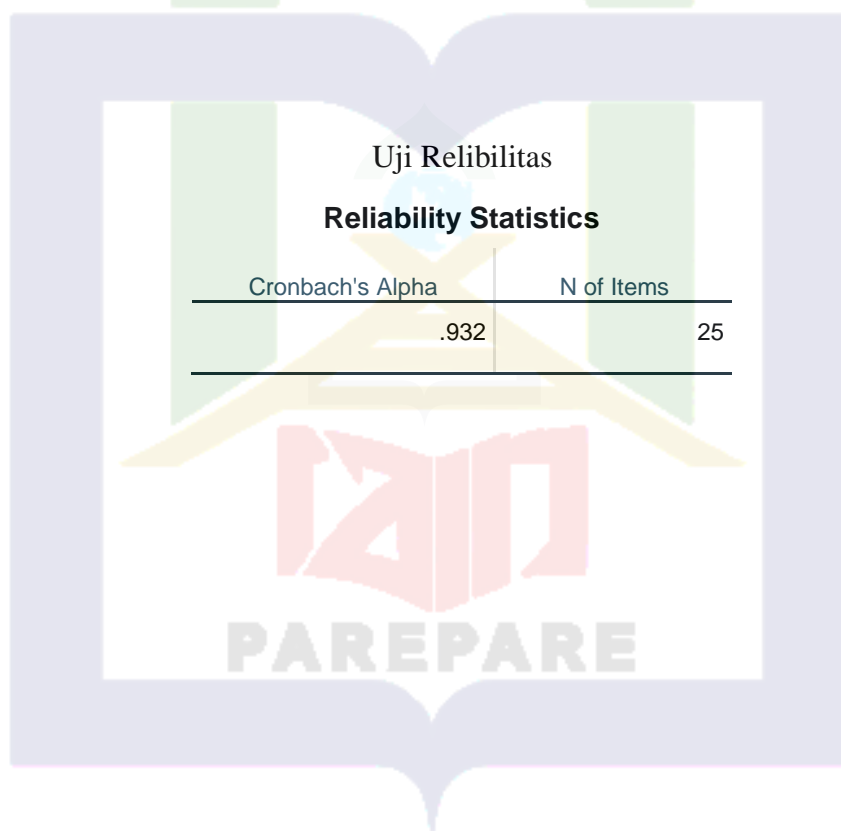 Uji Relibilitas
Reliability Statistics
Cronbach's Alpha N of Items
.932 25
PAREPARE